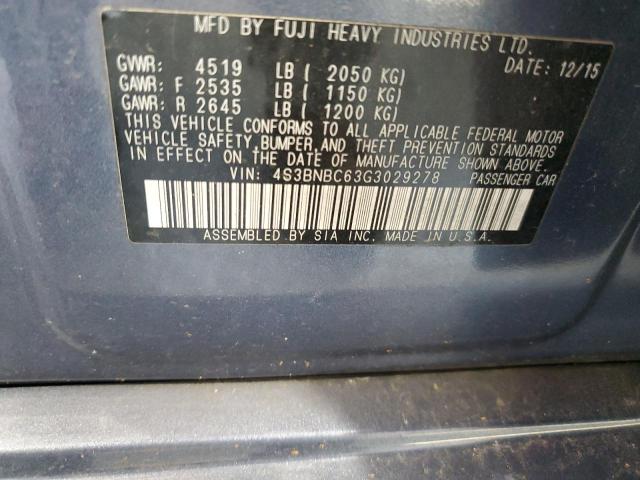 MFD BY FUJI HEAVY INDUSTRIES LTD.
GVWR: 4519 LB ( 2050 KG) DATE: 12/15
GAWR: F 2535 LB ( 1150 KG)
GAWR: R 2645 LB ( 1200 KG)
THIS VEHICLE CONFORMS TO ALL APPLICABLE FEDERAL MOTOR
VEHICLE SAFETY, BUMPER, AND THEFT PREVENTION STANDARDS
IN EFFECT ON THE DATE OF MANUFACTURE SHOWN ABOVE.
VIN: 4S3BNBC63G3029278 PASSENGER CAR
ASSEMBLED BY SIA INC. MADE IN U.S.A.